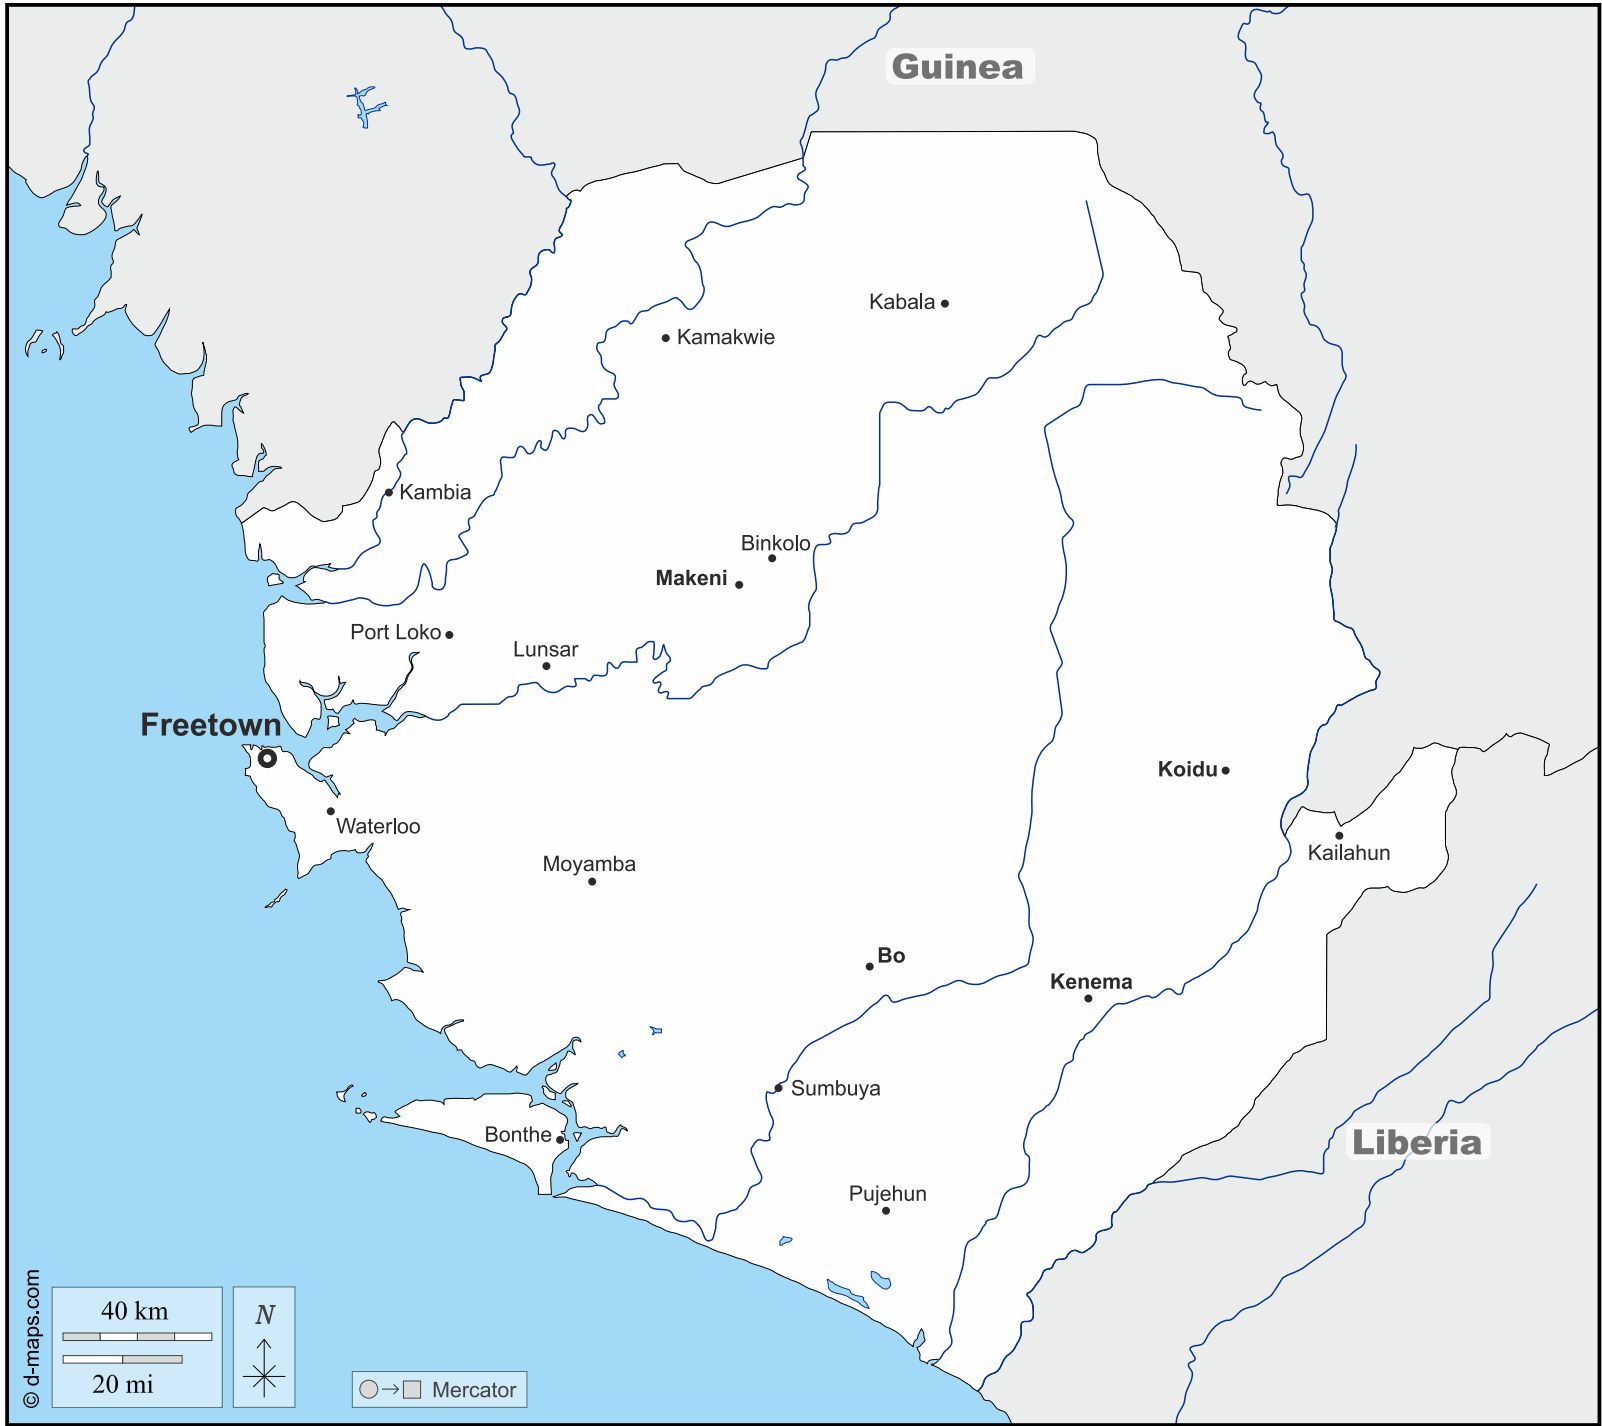 Guinea
Kabala
Kamakwie
Kambia
Binkolo
Makeni
Port Loko
Lunsar
Freetown
Koidu
Waterloo
Kailahun
Moyamba
Bo
Kenema
Sumbuya
Bonthe
Liberia
Pujehun
© d-maps.com
40 km
20 mi
N
Mercator